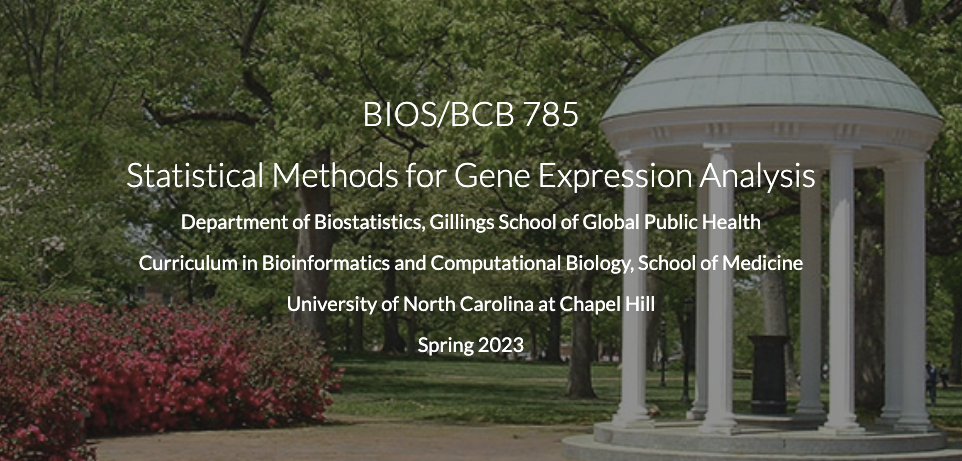 BIOS/BCB 785
Statistical Methods for Gene Expression Analysis
Department of Biostatistics, Gillings School of Global Public Health
Curriculum in Bioinformatics and Computational Biology, School of Medicine
University of North Carolina at Chapel Hill
Spring 2023